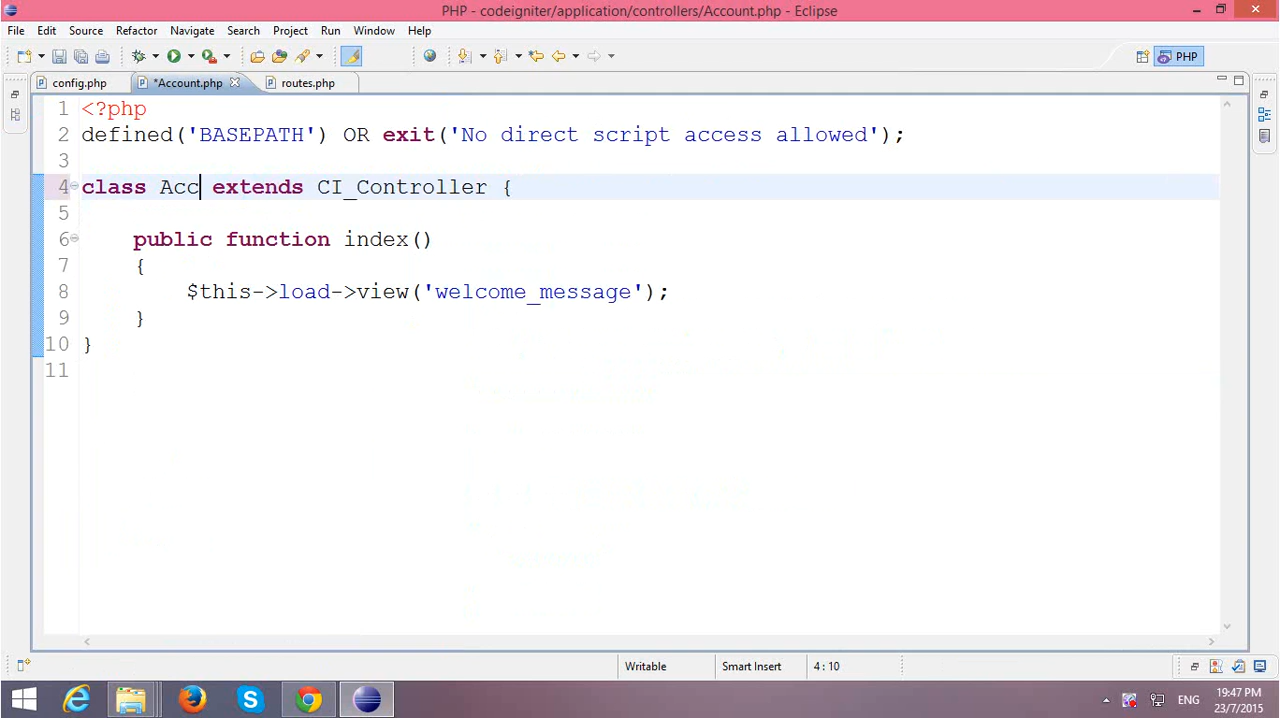 PHP - codeigniter/application/controllers/Account.php - Eclipse
File Edit Source Refactor Navigate Search Project Run Window Help
PHP
config.php *Account.php routes.php
1 <?php
2 defined('BASEPATH') OR exit('No direct script access allowed');
3
4 class Acc extends CI_Controller {
5
6 public function index()
7 {
8 $this->load->view('welcome_message');
9 }
10 }
11
Writable Smart Insert 4 : 10
ENG 19:47 PM
23/7/2015